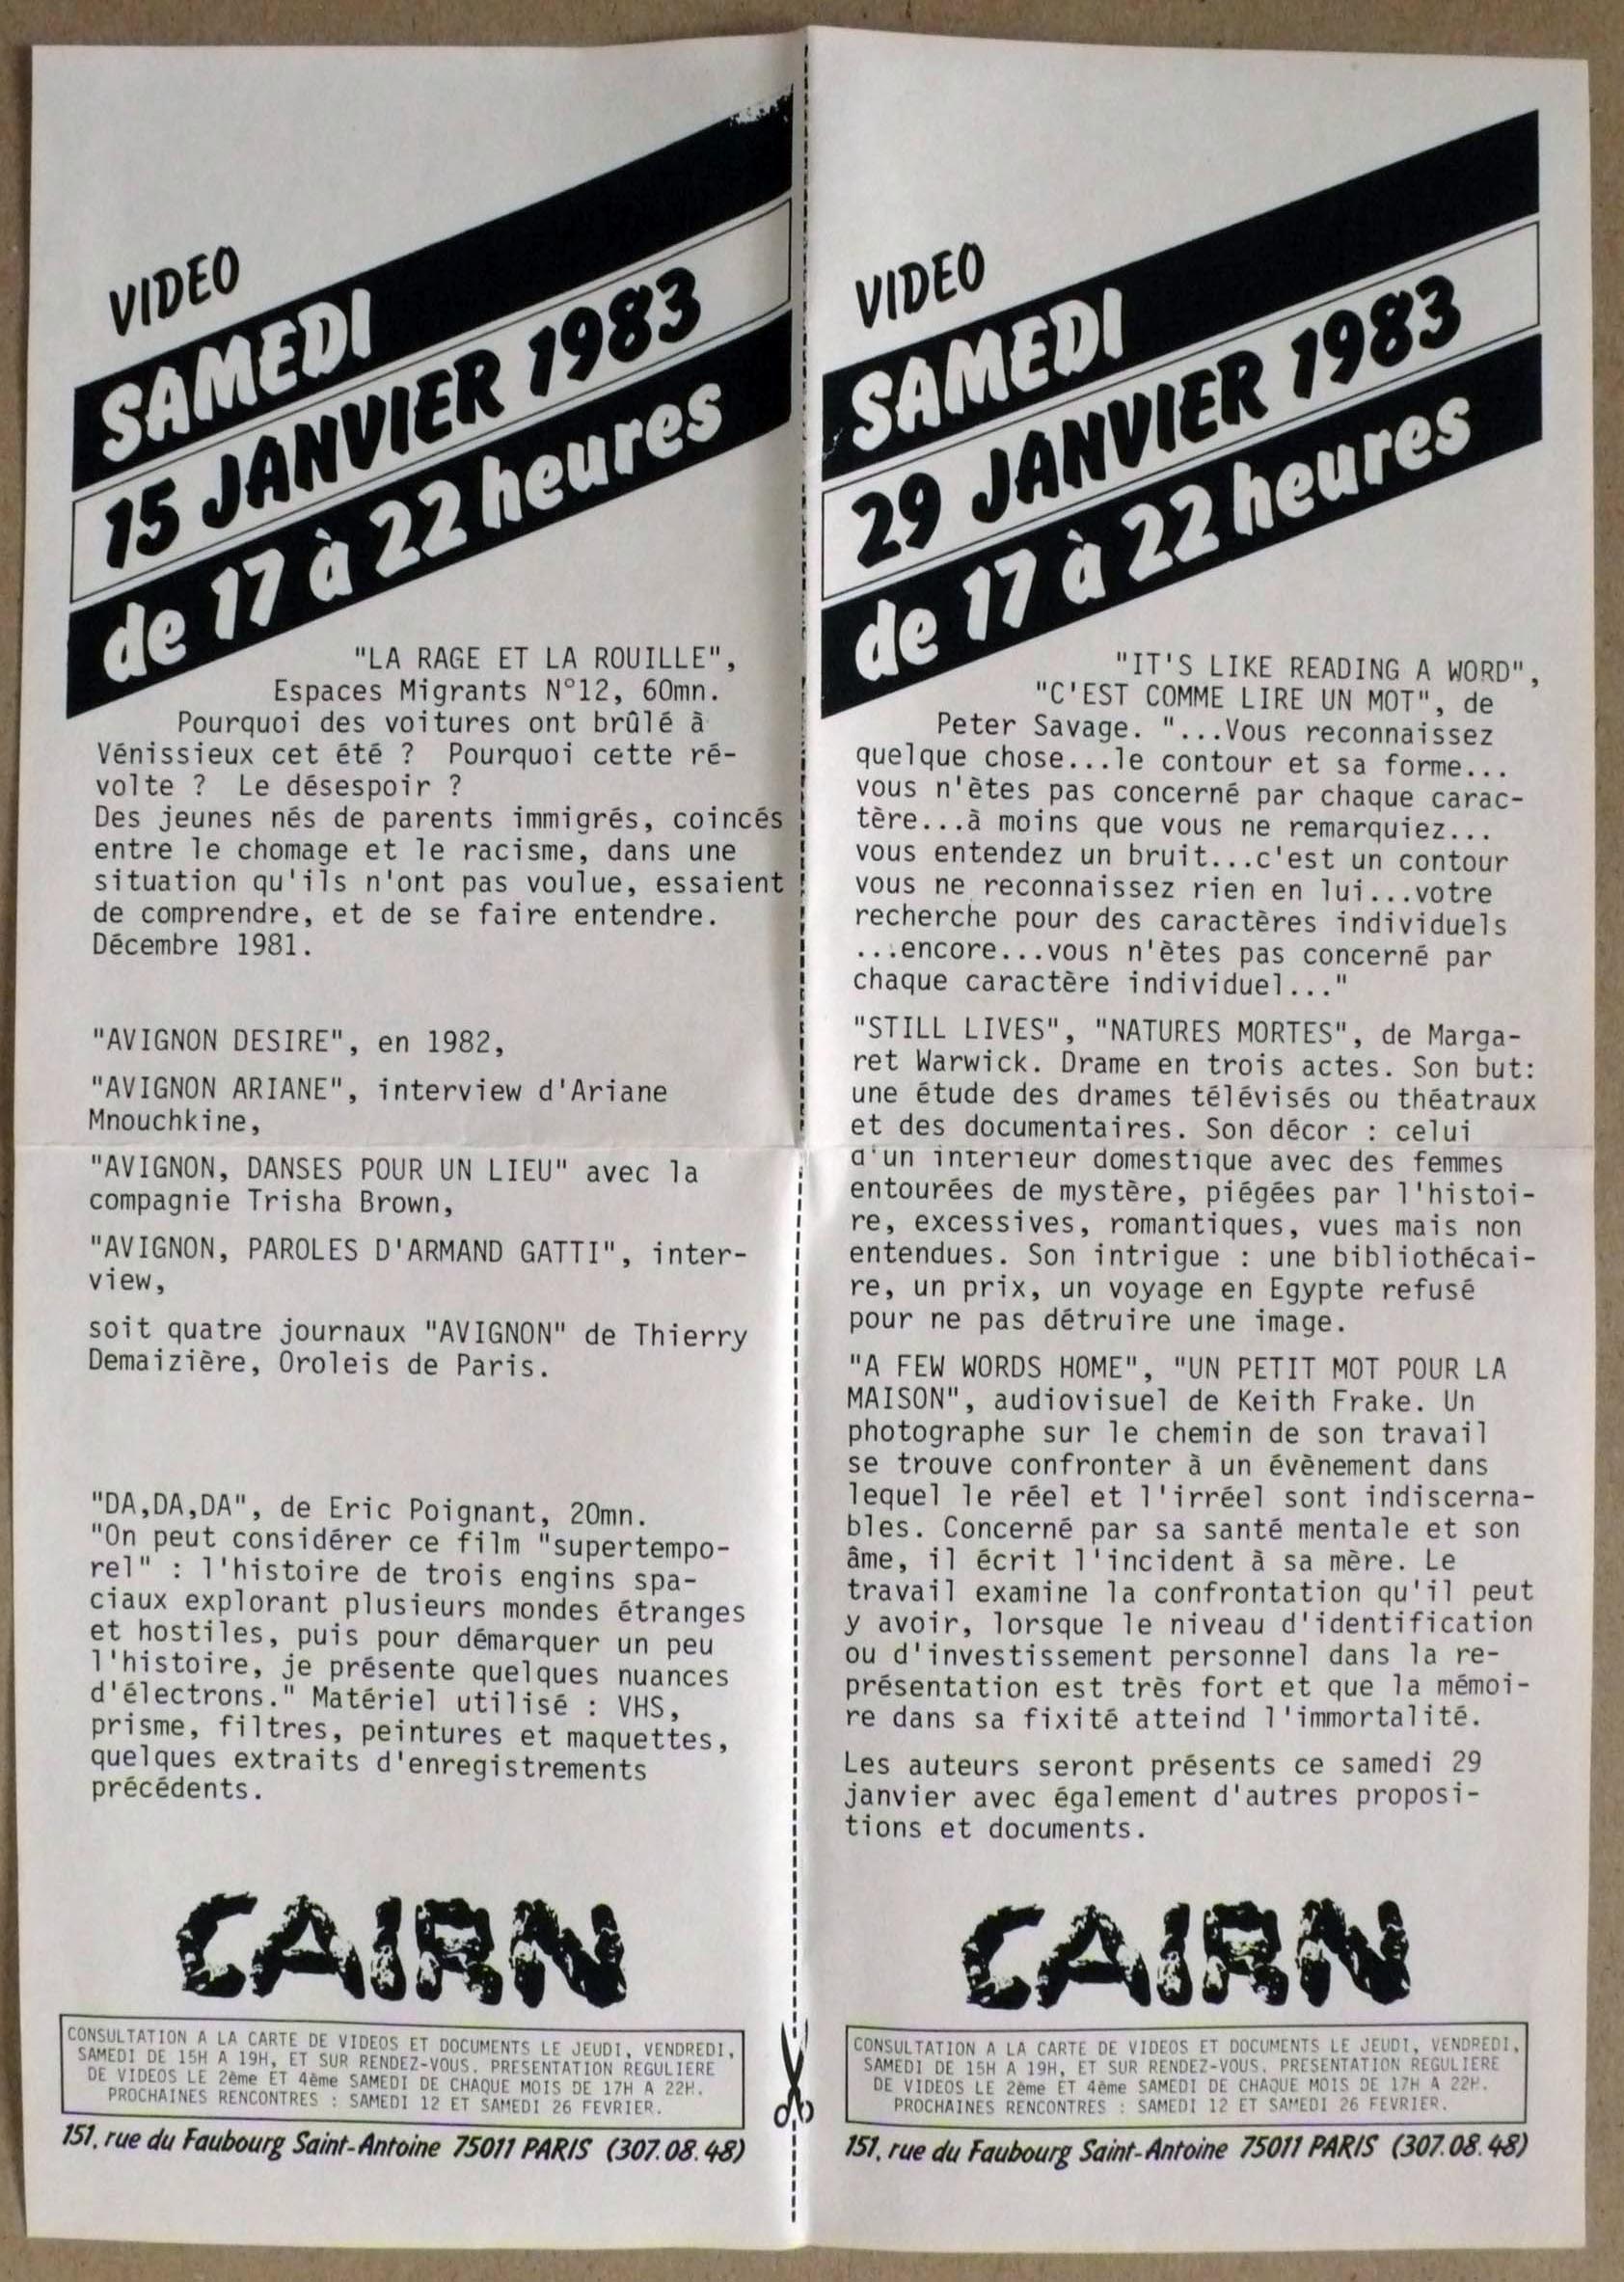 VIDEO
SAMEDI
15 JANVIER 1983
de 17 à 22 heures
"LA RAGE ET LA ROUILLE",
Espaces Migrants N°12, 60mn.
Pourquoi des voitures ont brûlé à
Vénissieux cet été ? Pourquoi cette ré-
volte ? Le désespoir ?
Des jeunes nés de parents immigrés, coincés
entre le chomage et le racisme, dans une
situation qu'ils n'ont pas voulue, essaient
de comprendre, et de se faire entendre.
Décembre 1981.
"AVIGNON DESIRE", en 1982,
"AVIGNON ARIANE", interview d'Ariane
Mnouchkine,
"AVIGNON, DANSES POUR UN LIEU" avec la
compagnie Trisha Brown,
"AVIGNON, PAROLES D'ARMAND GATTI", inter-
view,
soit quatre journaux "AVIGNON" de Thierry
Demaizière, Oroleis de Paris.
"DA,DA,DA", de Eric Poignant, 20mn.
"On peut considérer ce film "supertempo-
rel" : l'histoire de trois engins spa-
ciaux explorant plusieurs mondes étranges
et hostiles, puis pour démarquer un peu
l'histoire, je présente quelques nuances
d'électrons." Matériel utilisé : VHS,
prisme, filtres, peintures et maquettes,
quelques extraits d'enregistrements
précédents.
CAIRN
CONSULTATION A LA CARTE DE VIDEOS ET DOCUMENTS LE JEUDI, VENDREDI,
SAMEDI DE 15H A 19H, ET SUR RENDEZ-VOUS. PRESENTATION REGULIERE
DE VIDEOS LE 2ème ET 4ème SAMEDI DE CHAQUE MOIS DE 17H A 22H.
PROCHAINES RENCONTRES : SAMEDI 12 ET SAMEDI 26 FEVRIER.
151, rue du Faubourg Saint-Antoine 75011 PARIS (307.08.48)
VIDEO
SAMEDI
29 JANVIER 1983
de 17 à 22 heures
"IT'S LIKE READING A WORD",
"C'EST COMME LIRE UN MOT", de
Peter Savage. "...Vous reconnaissez
quelque chose...le contour et sa forme...
vous n'ètes pas concerné par chaque carac-
tère...à moins que vous ne remarquiez...
vous entendez un bruit...c'est un contour
vous ne reconnaissez rien en lui...votre
recherche pour des caractères individuels
...encore...vous n'ètes pas concerné par
chaque caractère individuel..."
"STILL LIVES", "NATURES MORTES", de Marga-
ret Warwick. Drame en trois actes. Son but:
une étude des drames télévisés ou théatraux
et des documentaires. Son décor : celui
d'un interieur domestique avec des femmes
entourées de mystère, piégées par l'histoi-
re, excessives, romantiques, vues mais non
entendues. Son intrigue : une bibliothécai-
re, un prix, un voyage en Egypte refusé
pour ne pas détruire une image.
"A FEW WORDS HOME", "UN PETIT MOT POUR LA
MAISON", audiovisuel de Keith Frake. Un
photographe sur le chemin de son travail
se trouve confronter à un évènement dans
lequel le réel et l'irréel sont indiscerna-
bles. Concerné par sa santé mentale et son
âme, il écrit l'incident à sa mère. Le
travail examine la confrontation qu'il peut
y avoir, lorsque le niveau d'identification
ou d'investissement personnel dans la re-
présentation est très fort et que la mémoi-
re dans sa fixité atteind l'immortalité.
Les auteurs seront présents ce samedi 29
janvier avec également d'autres proposi-
tions et documents.
CAIRN
CONSULTATION A LA CARTE DE VIDEOS ET DOCUMENTS LE JEUDI, VENDREDI,
SAMEDI DE 15H A 19H, ET SUR RENDEZ-VOUS. PRESENTATION REGULIERE
DE VIDEOS LE 2ème ET 4ème SAMEDI DE CHAQUE MOIS DE 17H A 22H.
PROCHAINES RENCONTRES : SAMEDI 12 ET SAMEDI 26 FEVRIER.
151, rue du Faubourg Saint-Antoine 75011 PARIS (307.08.48)